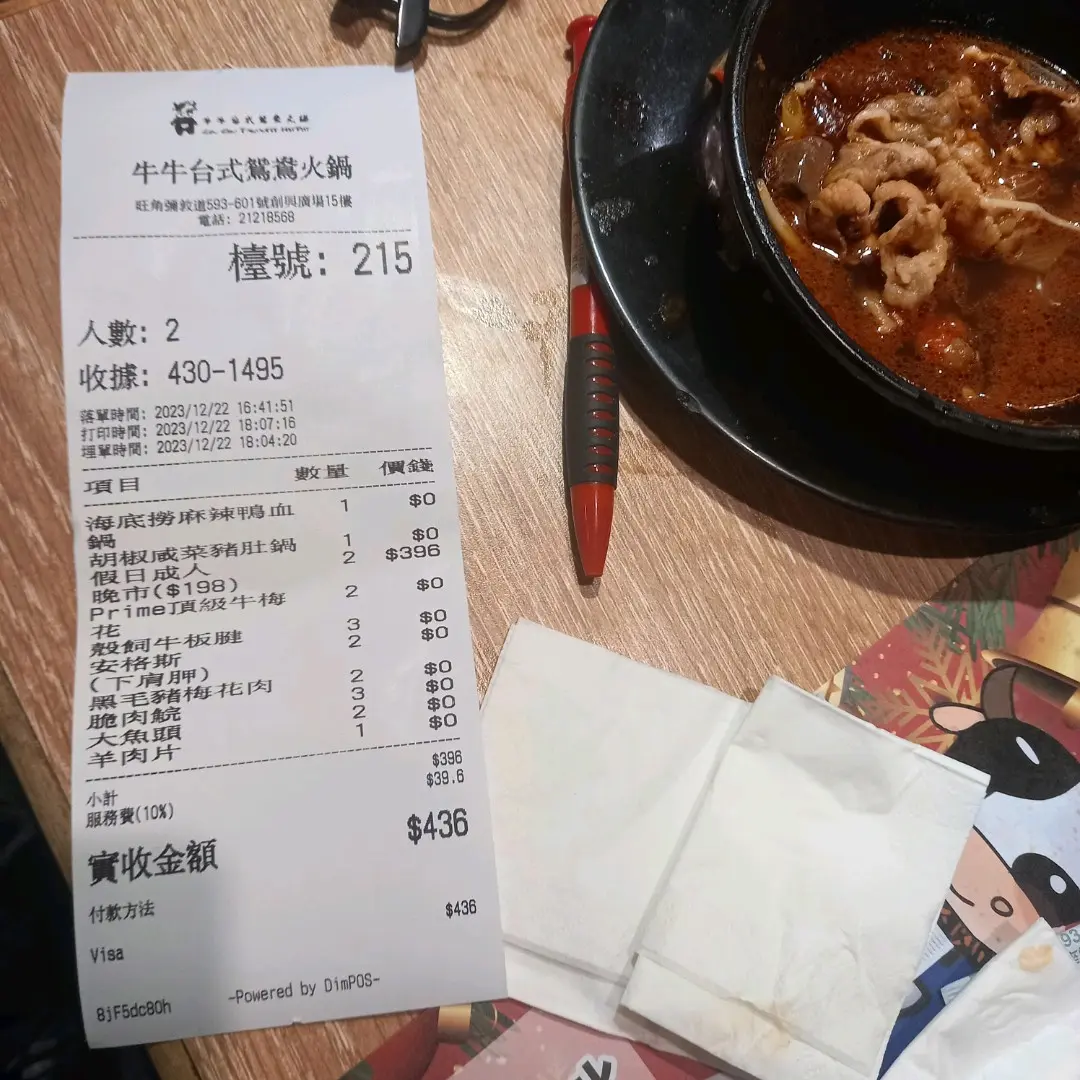 牛牛台式鴛鴦火鍋
牛牛台式鴛鴦火鍋
旺角彌敦道593-601號創興廣場15樓
電話: 21218568
檯號: 215
人數: 2
收據: 430-1495
落單時間: 2023/12/22 16:41:51
打印時間: 2023/12/22 18:07:16
埋單時間: 2023/12/22 18:04:20
項目 數量 價錢
海底撈麻辣鴨血 1 $0
鍋
胡椒咸菜豬肚鍋 1 $0
假日成人 2 $396
晚市($198)
Prime頂級牛梅 2 $0
花
穀飼牛板腱 3 $0
安格斯 2 $0
(下肩胛)
黑毛豬梅花肉 2 $0
脆肉鯇 3 $0
大魚頭 2 $0
羊肉片 1 $0
小計 $396
服務費(10%) $39.6
實收金額 $436
付款方法 $436
Visa
-Powered by DimPOS-
8jF5dc80h